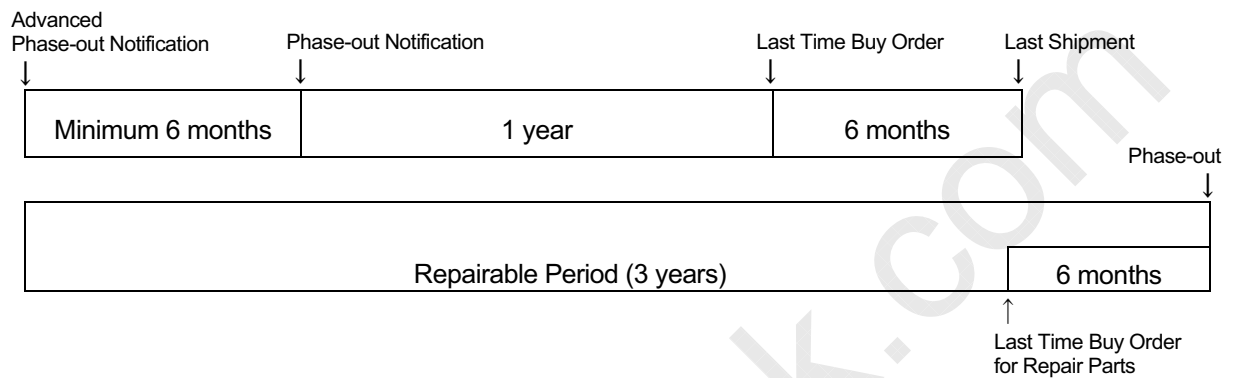 Advanced
Phase-out Notification
Phase-out Notification
Last Time Buy Order
Last Shipment
Minimum 6 months
1 year
6 months
Phase-out
Repairable Period (3 years)
6 months
Last Time Buy Order
for Repair Parts
k.com